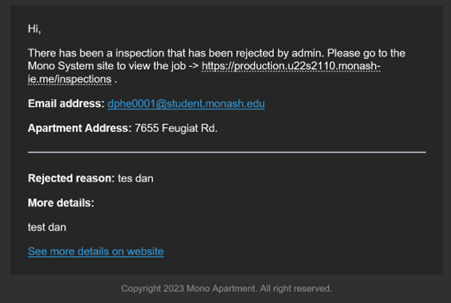 Hi,
There has been a inspection that has been rejected by admin. Please go to the
Mono System site to view the job -> https://production.u22s2110.monash-
ie.me/inspections .
Email address: dphe0001@student.monash.edu
Apartment Address: 7655 Feugiat Rd.
Rejected reason: tes dan
More details:
test dan
See more details on website
Copyright 2023 Mono Apartment. All right reserved.